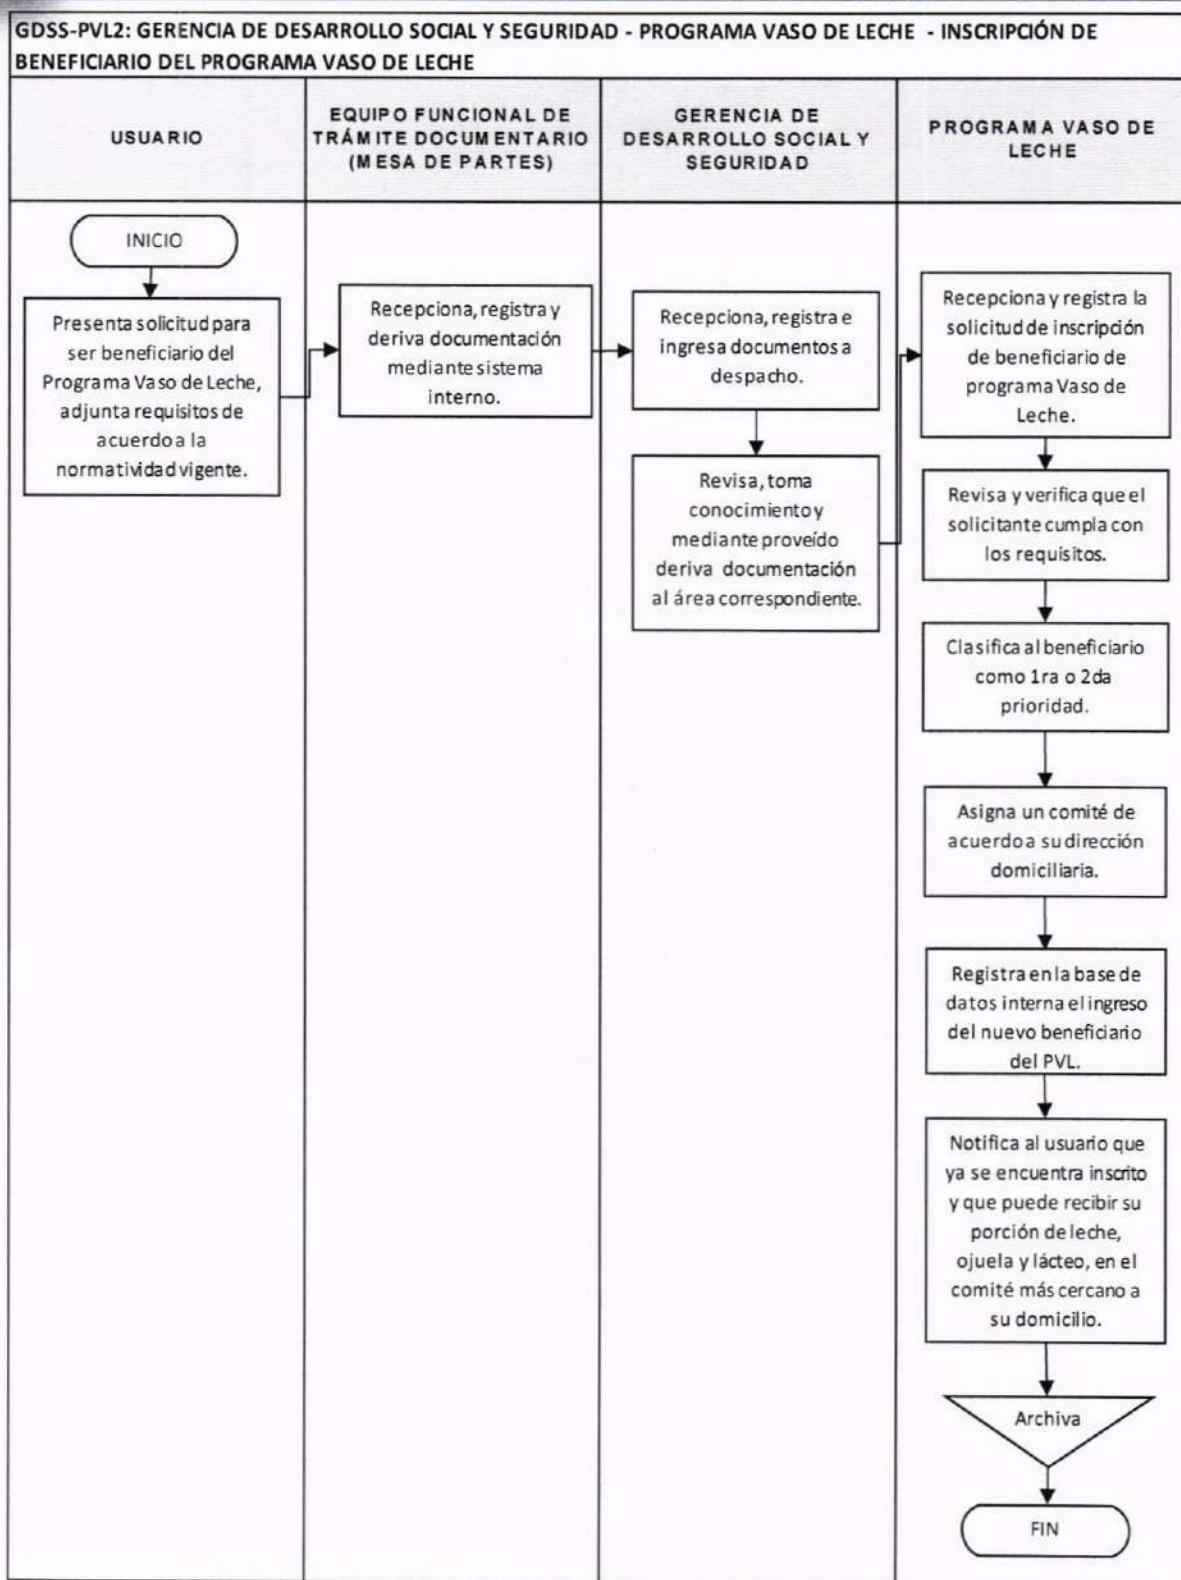 GDSS-PVL2: GERENCIA DE DESARROLLO SOCIAL Y SEGURIDAD - PROGRAMA VASO DE LECHE - INSCRIPCIÓN DE
BENEFICIARIO DEL PROGRAMA VASO DE LECHE
USUARIO
EQUIPO FUNCIONAL DE
TRÁMITE DOCUMENTARIO
(MESA DE PARTES)
GERENCIA DE
DESARROLLO SOCIAL Y
SEGURIDAD
PROGRAMA VASO DE
LECHE
INICIO
Presenta solicitud para
ser beneficiario del
Programa Vaso de Leche,
adjunta requisitos de
acuerdo a la
normatividad vigente.
Recepciona, registra y
deriva documentación
mediante sistema
interno.
Recepciona, registra e
ingresa documentos a
despacho.
Revisa, toma
conocimiento y
mediante proveído
deriva documentación
al área correspondiente.
Recepciona y registra la
solicitud de inscripción
de beneficiario de
programa Vaso de
Leche.
Revisa y verifica que el
solicitante cumpla con
los requisitos.
Clasifica al beneficiario
como 1ra o 2da
prioridad.
Asigna un comité de
acuerdo a su dirección
domiciliaria.
Registra en la base de
datos interna el ingreso
del nuevo beneficiario
del PVL.
Notifica al usuario que
ya se encuentra inscrito
y que puede recibir su
porción de leche,
ojuela y lácteo, en el
comité más cercano a
su domicilio.
Archiva
FIN